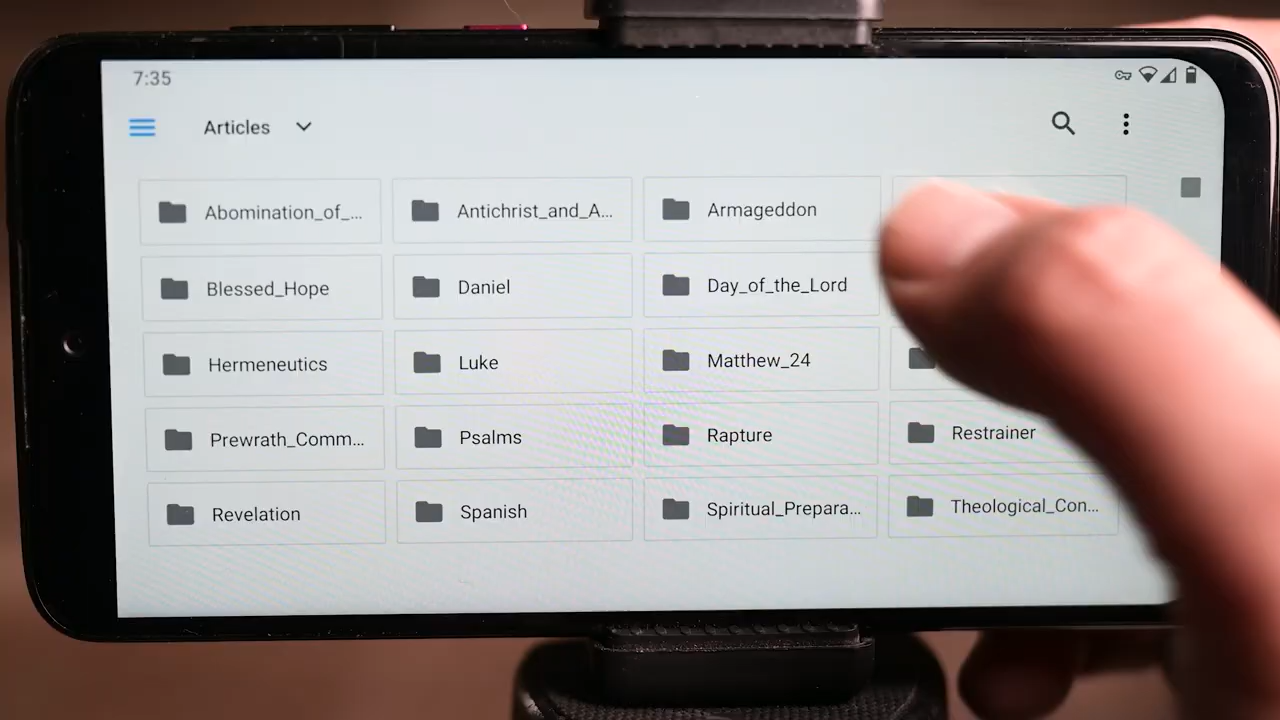 7:35
Articles
Abomination_of_...
Antichrist_and_A...
Armageddon
Blessed_Hope
Daniel
Day_of_the_Lord
Hermeneutics
Luke
Matthew_24
Prewrath_Comm...
Psalms
Rapture
Restrainer
Revelation
Spanish
Spiritual_Prepara...
Theological_Con...